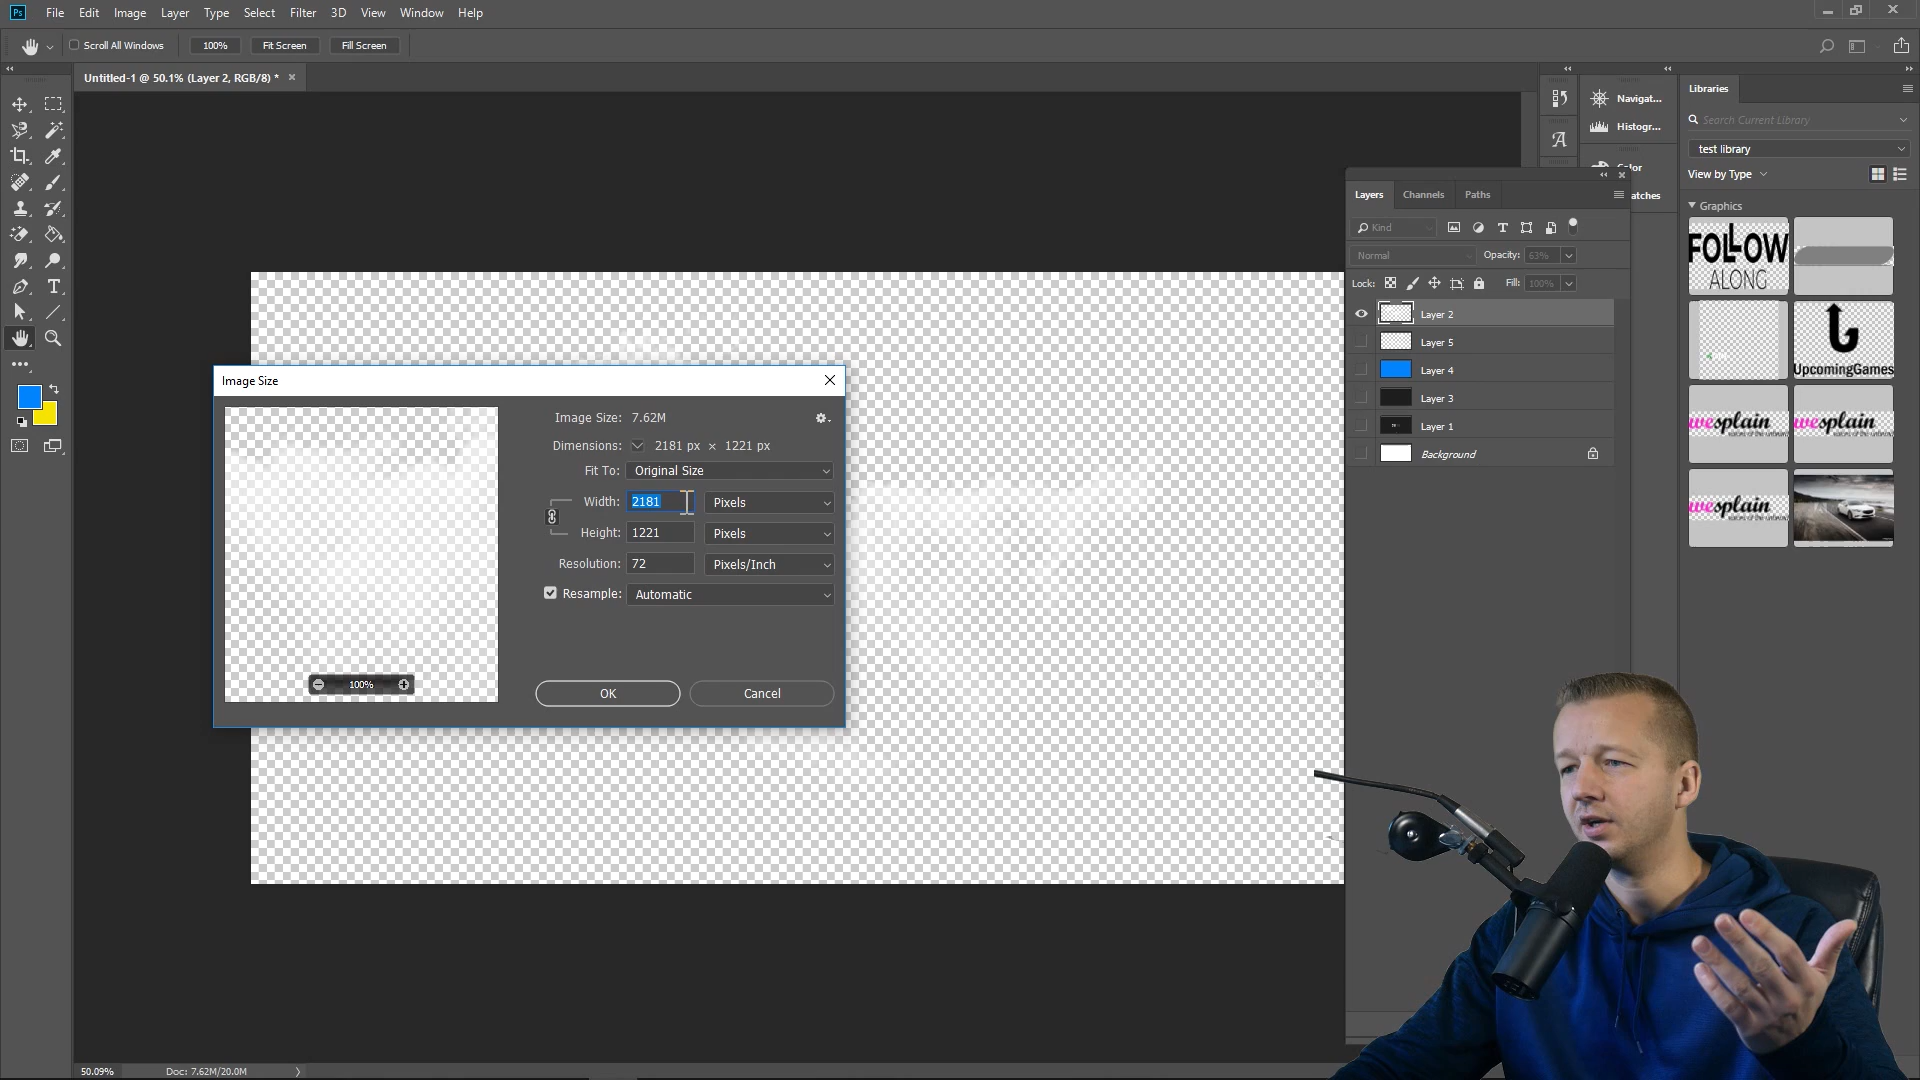 Ps File Edit Image Layer Type Select Filter 3D View Window Help
Scroll All Windows 100% Fit Screen Fill Screen
Untitled-1 @ 50.1% (Layer 2, RGB/8) * ×
Image Size
Image Size: 7.62M
Dimensions: 2181 px × 1221 px
Fit To: Original Size
Width: 2181 Pixels
Height: 1221 Pixels
Resolution: 72 Pixels/Inch
Resample: Automatic
100%
OK Cancel
Navigat...
Histogr...
Color
atches
Layers Channels Paths
Kind
Normal Opacity: 63%
Lock: Fill: 100%
Layer 2
Layer 5
Layer 4
Layer 3
Layer 1
Background
Libraries
Search Current Library
test library
View by Type
Graphics
FOLLOW
ALONG
UpcomingGames
wesplain
wesplain
wesplain
50.09% Doc: 7.62M/20.0M